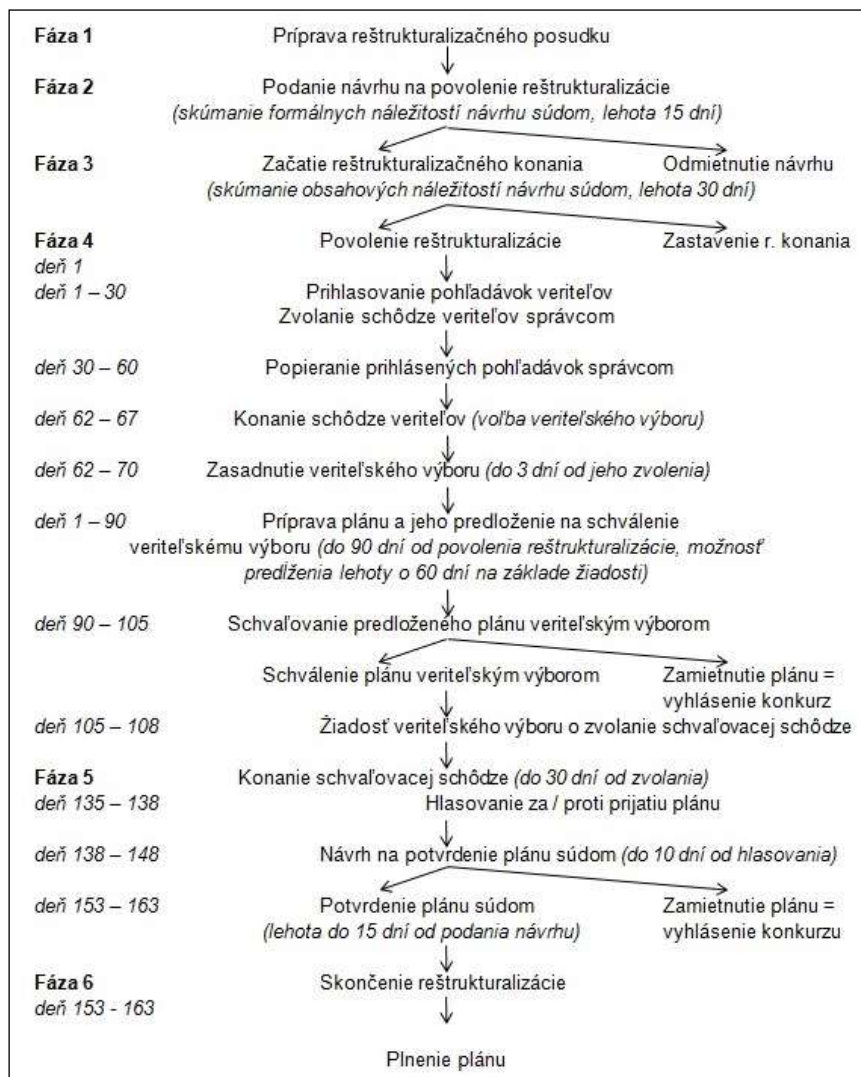 Fáza 1 Príprava reštrukturalizačného posudku
Fáza 2 Podanie návrhu na povolenie reštrukturalizácie
(skúmanie formálnych náležitostí návrhu súdom, lehota 15 dní)
Fáza 3 Začatie reštrukturalizačného konania Odmietnutie návrhu
(skúmanie obsahových náležitostí návrhu súdom, lehota 30 dní)
Fáza 4 Povolenie reštrukturalizácie Zastavenie r. konania
deň 1
deň 1 – 30 Prihlasovanie pohľadávok veriteľov
Zvolanie schôdze veriteľov správcom
deň 30 – 60 Popieranie prihlásených pohľadávok správcom
deň 62 – 67 Konanie schôdze veriteľov (voľba veriteľského výboru)
deň 62 – 70 Zasadnutie veriteľského výboru (do 3 dní od jeho zvolenia)
deň 1 – 90 Príprava plánu a jeho predloženie na schválenie
veriteľskému výboru (do 90 dní od povolenia reštrukturalizácie, možnosť
predĺženia lehoty o 60 dní na základe žiadosti)
deň 90 – 105 Schvaľovanie predloženého plánu veriteľským výborom
Schválenie plánu veriteľským výborom Zamietnutie plánu =
vyhlásenie konkurz
deň 105 – 108 Žiadosť veriteľského výboru o zvolanie schvaľovacej schôdze
Fáza 5 Konanie schvaľovacej schôdze (do 30 dní od zvolania)
deň 135 – 138 Hlasovanie za / proti prijatiu plánu
deň 138 – 148 Návrh na potvrdenie plánu súdom (do 10 dní od hlasovania)
deň 153 – 163 Potvrdenie plánu súdom Zamietnutie plánu =
(lehota do 15 dní od podania návrhu) vyhlásenie konkurzu
Fáza 6 Skončenie reštrukturalizácie
deň 153 - 163
Plnenie plánu